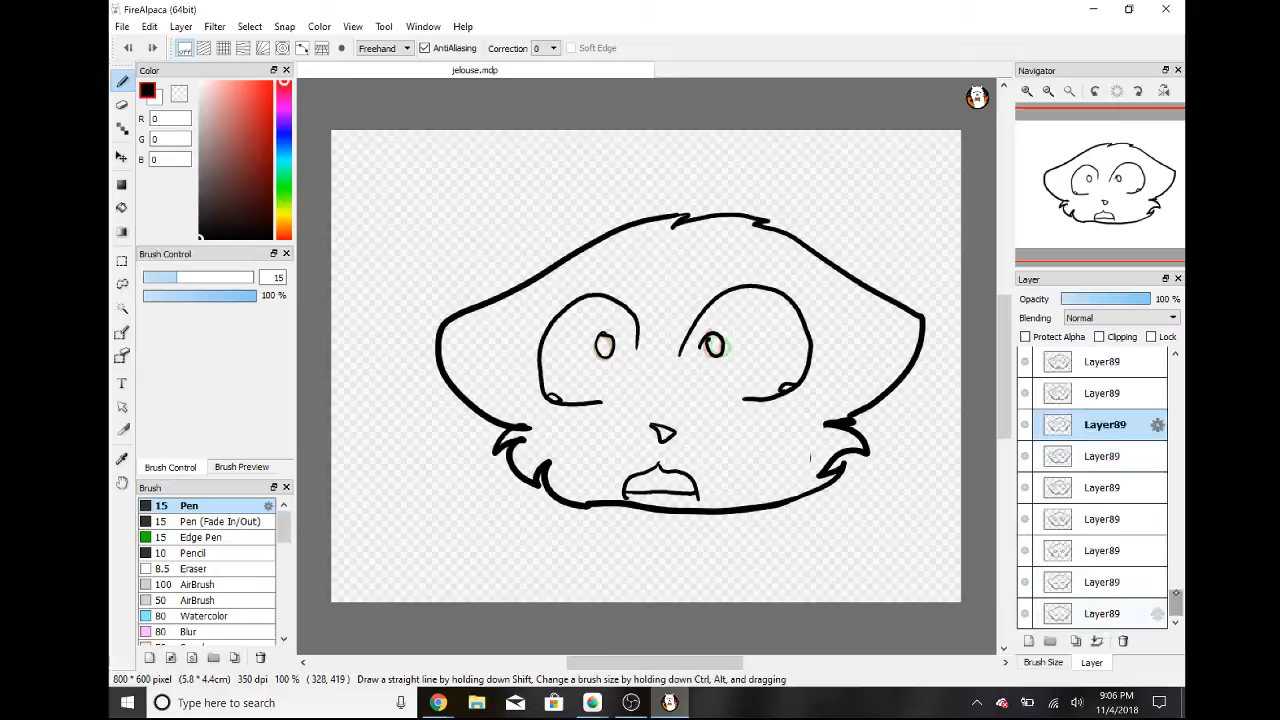 FireAlpaca (64bit)
File Edit Layer Filter Select Snap Color View Tool Window Help
OFF Freehand AntiAliasing Correction 0 Soft Edge
Color
jelouse.mdp
Navigator
R 0
G 0
B 0
Brush Control
15
100 %
Layer
Opacity 100 %
Blending Normal
Protect Alpha Clipping Lock
Layer89
Layer89
Layer89
Layer89
Layer89
Layer89
Layer89
Layer89
Layer89
Brush Control Brush Preview
Brush
15 Pen
15 Pen (Fade In/Out)
15 Edge Pen
10 Pencil
8.5 Eraser
100 AirBrush
50 AirBrush
80 Watercolor
80 Blur
Brush Size Layer
800 * 600 pixel (5.8 * 4.4cm) 350 dpi 100 % ( 328, 419 ) Draw a straight line by holding down Shift, Change a brush size by holding down Ctrl, Alt, and dragging
Type here to search
9:06 PM
11/4/2018